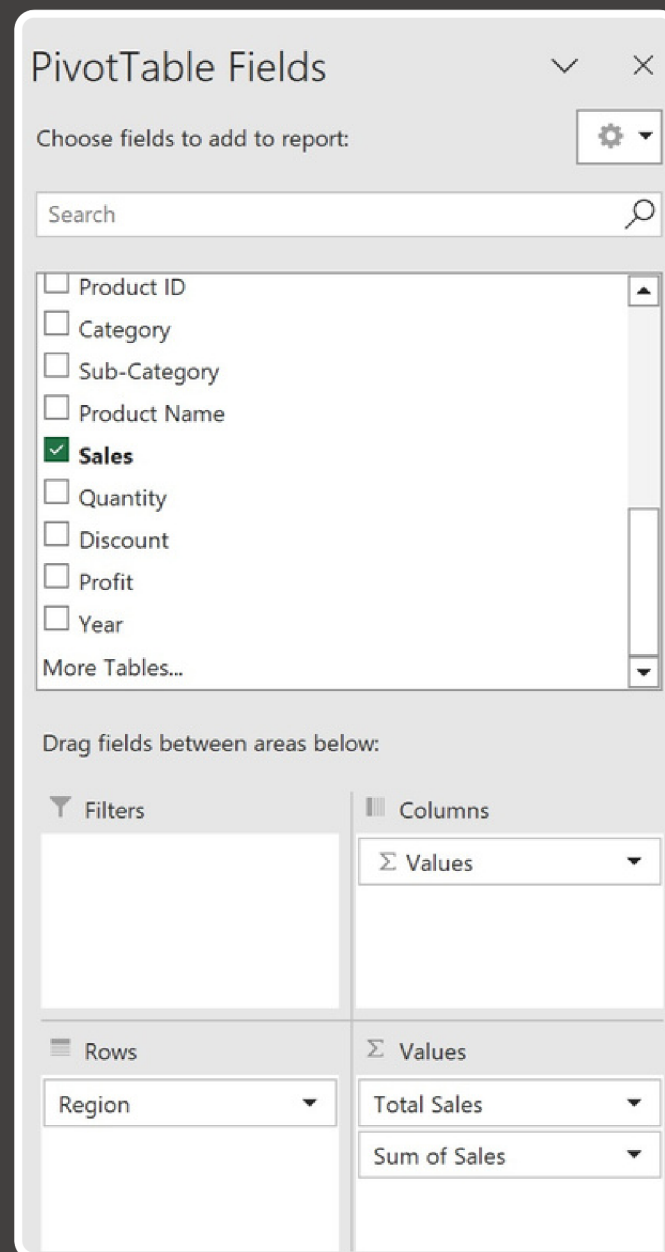 PivotTable Fields
Choose fields to add to report:
Search
Product ID
Category
Sub-Category
Product Name
Sales
Quantity
Discount
Profit
Year
More Tables...
Drag fields between areas below:
Filters
Columns
Σ Values
Rows
Σ Values
Region
Total Sales
Sum of Sales